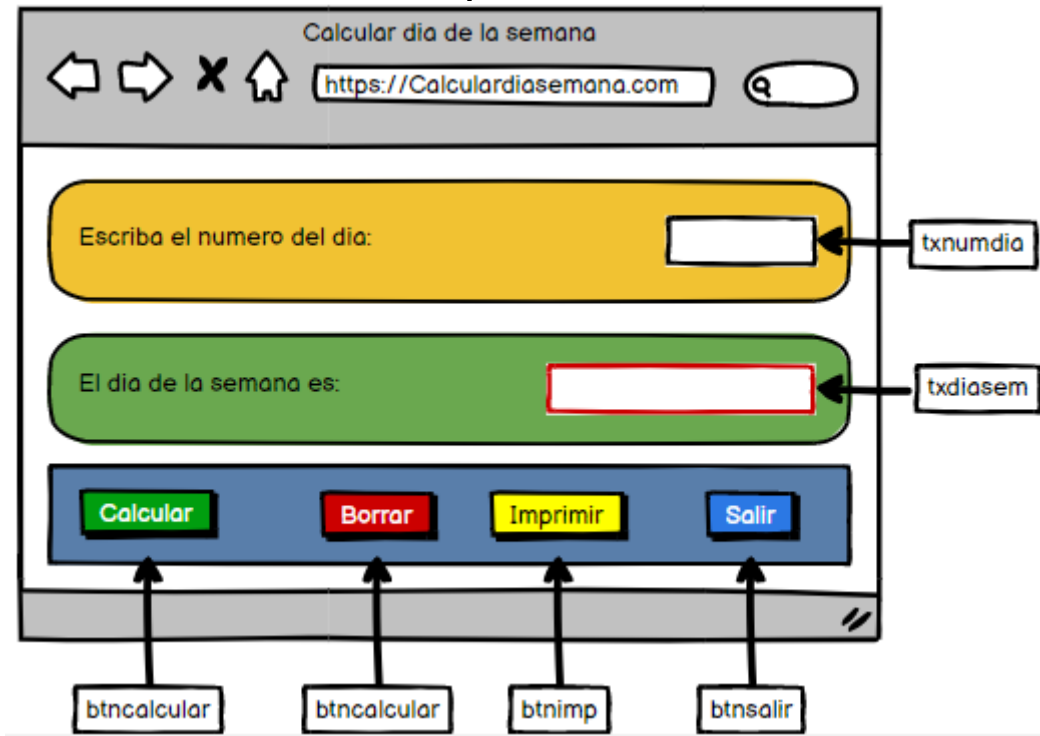 Calcular dia de la semana
https://Calculardiasemana.com
Escriba el numero del dia:
txnumdia
El dia de la semana es:
txdiasem
Calcular
Borrar
Imprimir
Salir
btncalcular
btncalcular
btnimp
btnsalir